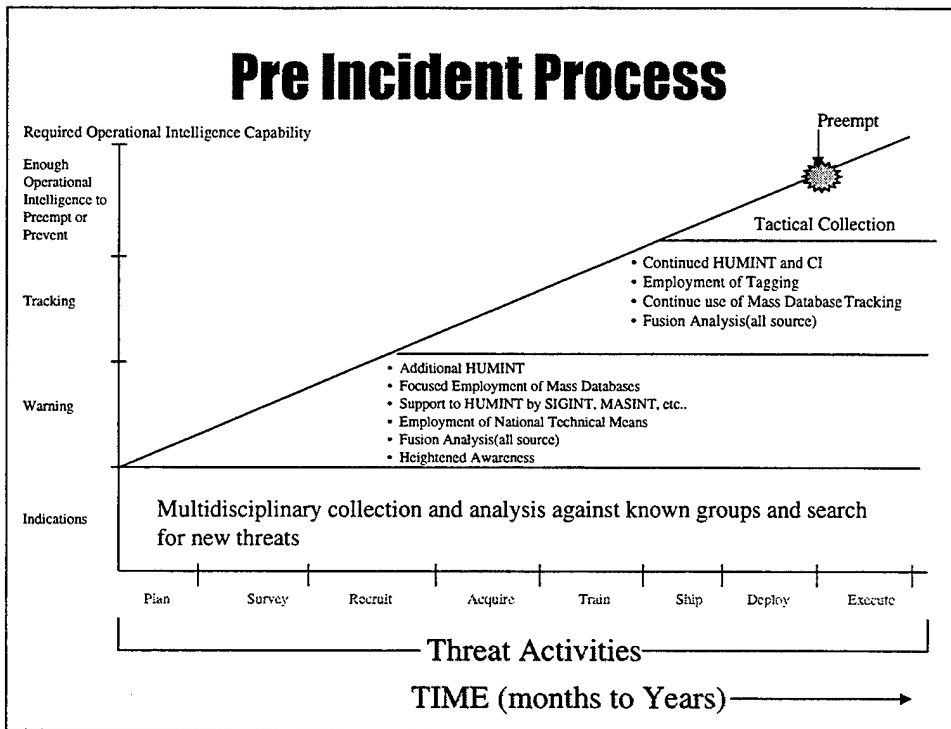 Pre Incident Process
Required Operational Intelligence Capability
Preempt
Enough
Operational
Intelligence to
Preempt or
Prevent
Tactical Collection
• Continued HUMINT and CI
• Employment of Tagging
• Continue use of Mass Database Tracking
• Fusion Analysis(all source)
Tracking
• Additional HUMINT
• Focused Employment of Mass Databases
• Support to HUMINT by SIGINT, MASINT, etc..
• Employment of National Technical Means
• Fusion Analysis(all source)
• Heightened Awareness
Warning
Indications
Multidisciplinary collection and analysis against known groups and search
for new threats
Plan Survey Recruit Acquire Train Ship Deploy Execute
Threat Activities
TIME (months to Years)